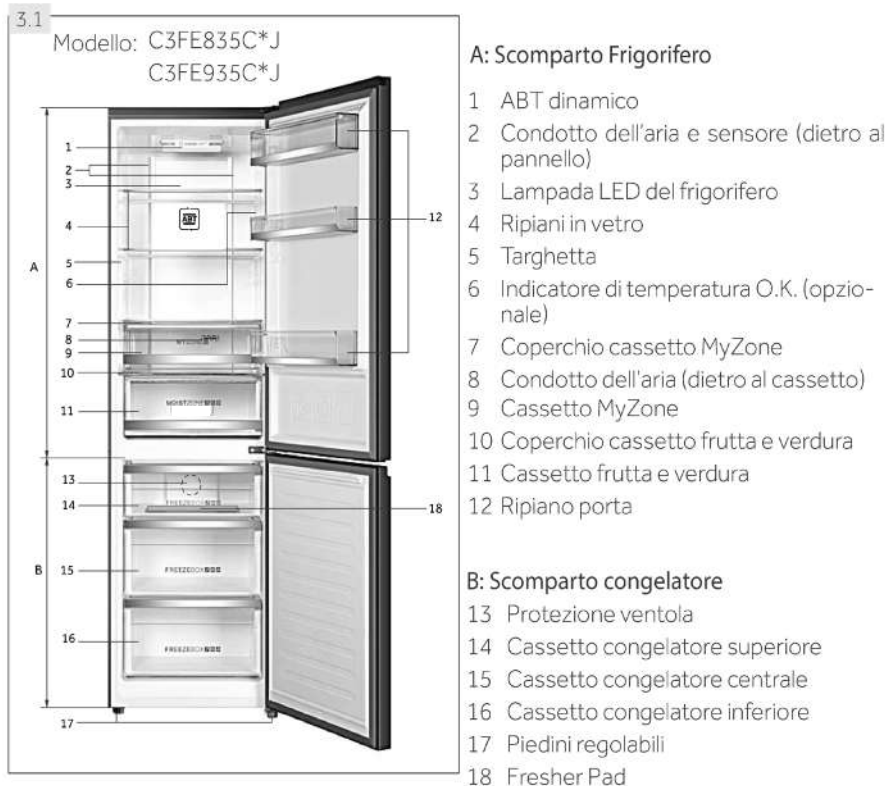 3.1
Modello: C3FE835C*J
C3FE935C*J
1
2
3
ABT
4
12
A
5
6
7
8
9
10
11
13
14
18
B
15
16
17
A: Scomparto Frigorifero
1 ABT dinamico
2 Condotto dell'aria e sensore (dietro al
pannello)
3 Lampada LED del frigorifero
4 Ripiani in vetro
5 Targhetta
6 Indicatore di temperatura O.K. (opzio-
nale)
7 Coperchio cassetto MyZone
8 Condotto dell'aria (dietro al cassetto)
9 Cassetto MyZone
10 Coperchio cassetto frutta e verdura
11 Cassetto frutta e verdura
12 Ripiano porta
B: Scomparto congelatore
13 Protezione ventola
14 Cassetto congelatore superiore
15 Cassetto congelatore centrale
16 Cassetto congelatore inferiore
17 Piedini regolabili
18 Fresher Pad